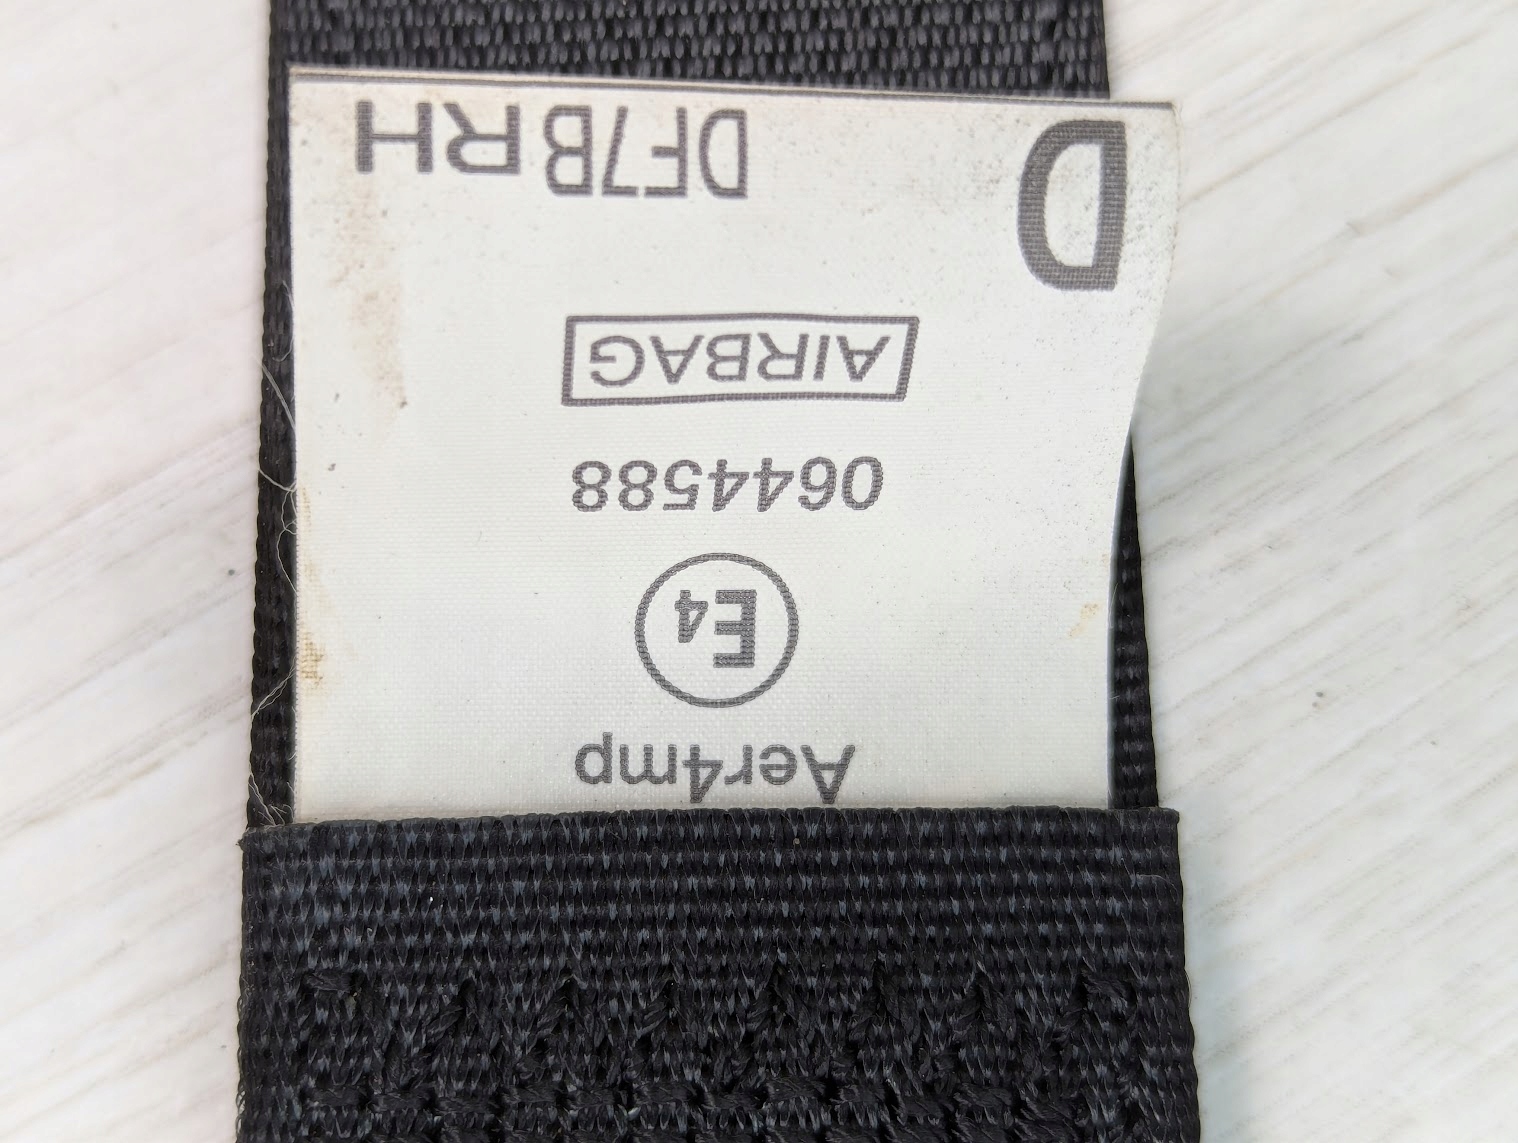 Aer4mp
E4
0644588
AIRBAG
D
DF7B RH